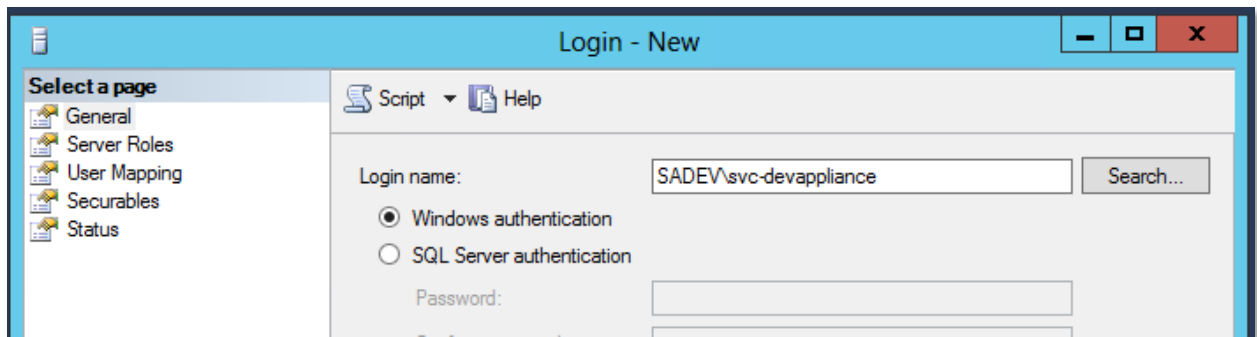 Login - New
Select a page
General
Server Roles
User Mapping
Securables
Status
Script
Help
Login name:
SADEV\svc-devappliance
Search...
Windows authentication
SQL Server authentication
Password: